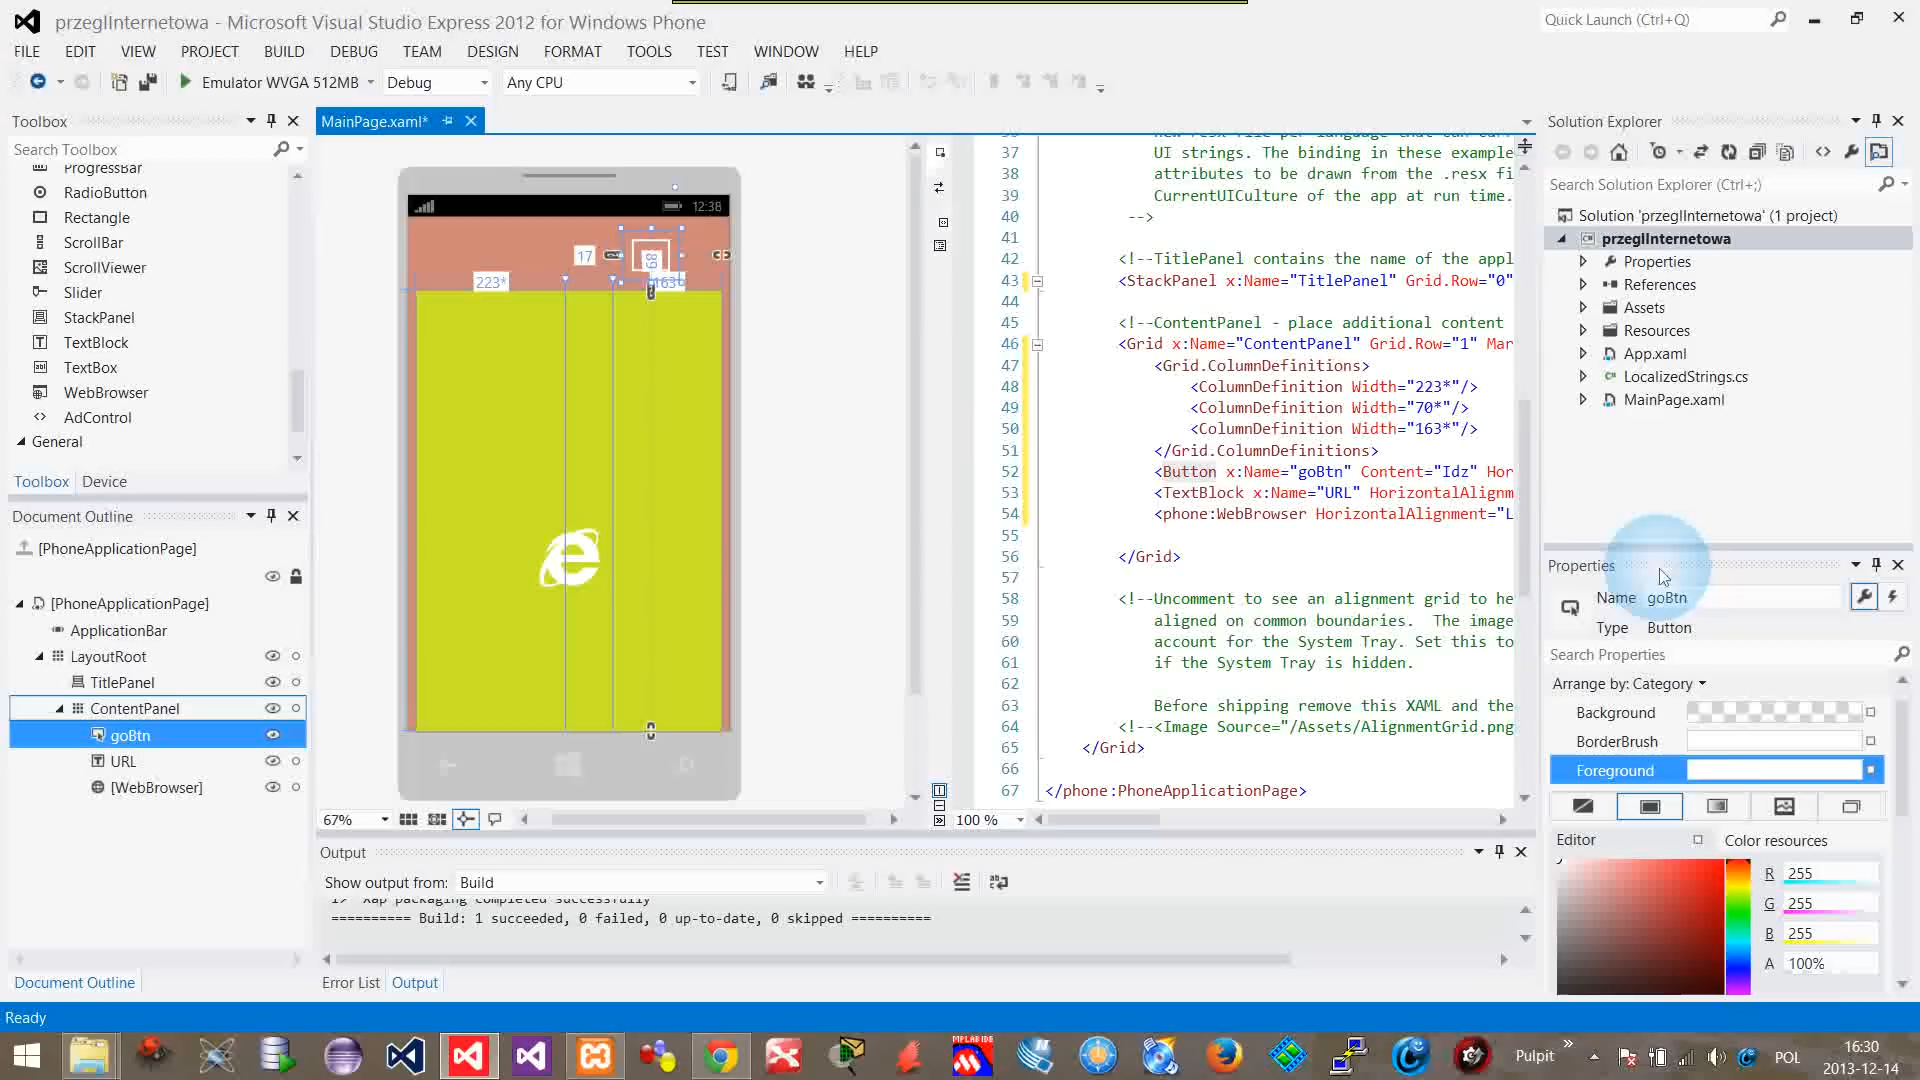 przeglInternetowa - Microsoft Visual Studio Express 2012 for Windows Phone
Quick Launch (Ctrl+Q)
FILE EDIT VIEW PROJECT BUILD DEBUG TEAM DESIGN FORMAT TOOLS TEST WINDOW HELP
Emulator WVGA 512MB Debug Any CPU
Toolbox
Search Toolbox
ProgressBar
RadioButton
Rectangle
ScrollBar
ScrollViewer
Slider
StackPanel
TextBlock
TextBox
WebBrowser
AdControl
General
Toolbox Device
Document Outline
[PhoneApplicationPage]
[PhoneApplicationPage]
ApplicationBar
LayoutRoot
TitlePanel
ContentPanel
goBtn
URL
[WebBrowser]
Document Outline
MainPage.xaml*
12:38
17
89
223*
163*
67%
37 UI strings. The binding in these example
38 attributes to be drawn from the .resx fi
39 CurrentUICulture of the app at run time.
40 -->
41
42 <!--TitlePanel contains the name of the appl
43 <StackPanel x:Name="TitlePanel" Grid.Row="0"
44
45 <!--ContentPanel - place additional content
46 <Grid x:Name="ContentPanel" Grid.Row="1" Mar
47 <Grid.ColumnDefinitions>
48 <ColumnDefinition Width="223*"/>
49 <ColumnDefinition Width="70*"/>
50 <ColumnDefinition Width="163*"/>
51 </Grid.ColumnDefinitions>
52 <Button x:Name="goBtn" Content="Idz" Hor
53 <TextBlock x:Name="URL" HorizontalAlignm
54 <phone:WebBrowser HorizontalAlignment="L
55
56 </Grid>
57
58 <!--Uncomment to see an alignment grid to he
59 aligned on common boundaries. The image
60 account for the System Tray. Set this to
61 if the System Tray is hidden.
62
63 Before shipping remove this XAML and the
64 <!--<Image Source="/Assets/AlignmentGrid.png
65 </Grid>
66
67 </phone:PhoneApplicationPage>
100 %
Output
Show output from: Build
========== Build: 1 succeeded, 0 failed, 0 up-to-date, 0 skipped ==========
Error List Output
Solution Explorer
Search Solution Explorer (Ctrl+;)
Solution 'przeglInternetowa' (1 project)
przeglInternetowa
Properties
References
Assets
Resources
App.xaml
LocalizedStrings.cs
MainPage.xaml
Properties
Name goBtn
Type Button
Search Properties
Arrange by: Category
Background
BorderBrush
Foreground
Editor Color resources
R 255
G 255
B 255
A 100%
Ready
MPLAB IDE
Pulpit
POL
16:30
2013-12-14